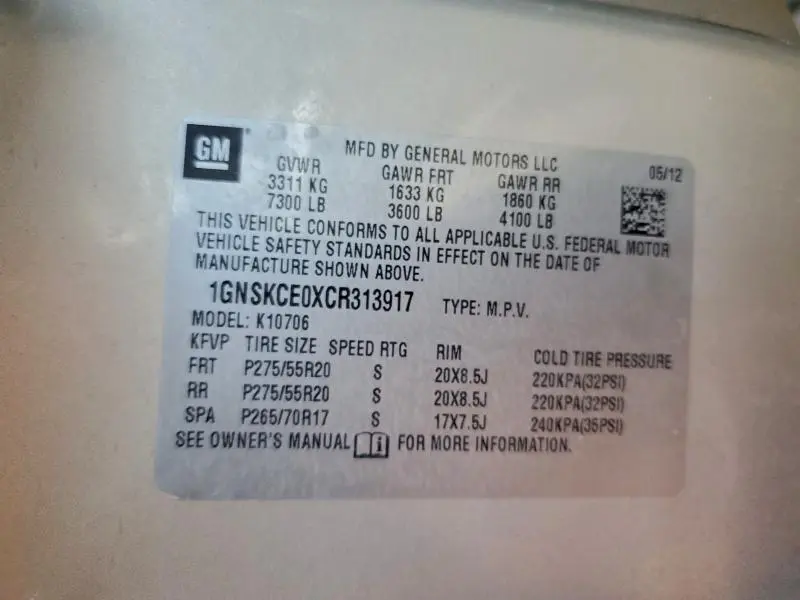 GM
MFD BY GENERAL MOTORS LLC
05/12
GVWR GAWR FRT GAWR RR
3311 KG 1633 KG 1860 KG
7300 LB 3600 LB 4100 LB
THIS VEHICLE CONFORMS TO ALL APPLICABLE U.S. FEDERAL MOTOR
VEHICLE SAFETY STANDARDS IN EFFECT ON THE DATE OF
MANUFACTURE SHOWN ABOVE.
1GNSKCE0XCR313917 TYPE: M.P.V.
MODEL: K10706
KFVP TIRE SIZE SPEED RTG RIM COLD TIRE PRESSURE
FRT P275/55R20 S 20X8.5J 220KPA(32PSI)
RR P275/55R20 S 20X8.5J 220KPA(32PSI)
SPA P265/70R17 S 17X7.5J 240KPA(35PSI)
SEE OWNER'S MANUAL FOR MORE INFORMATION.